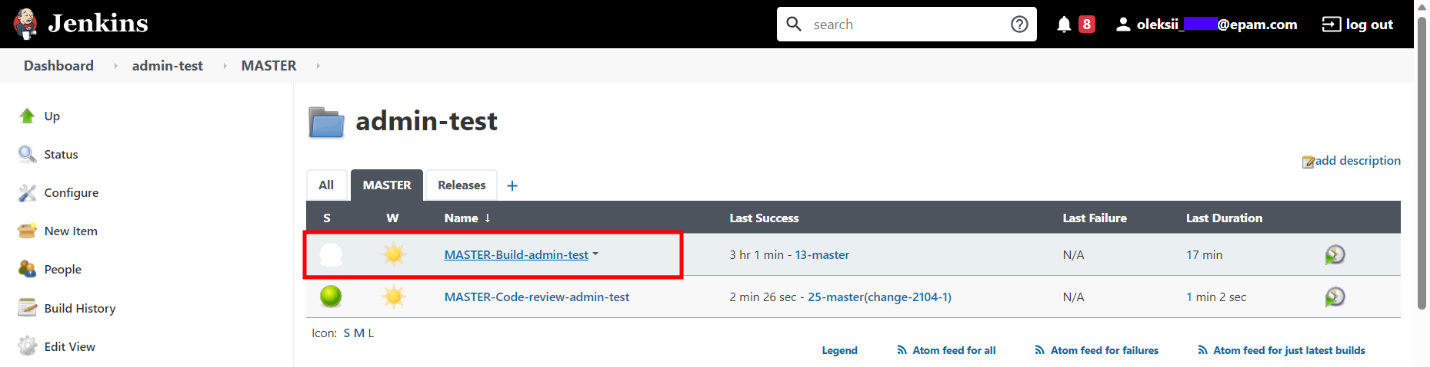 Jenkins search 8 oleksii_ @epam.com log out
Dashboard admin-test MASTER
Up
Status
Configure
New Item
People
Build History
Edit View
admin-test
add description
All MASTER Releases +
S W Name ↓ Last Success Last Failure Last Duration
MASTER-Build-admin-test 3 hr 1 min - 13-master N/A 17 min
MASTER-Code-review-admin-test 2 min 26 sec - 25-master(change-2104-1) N/A 1 min 2 sec
Icon: S M L
Legend Atom feed for all Atom feed for failures Atom feed for just latest builds